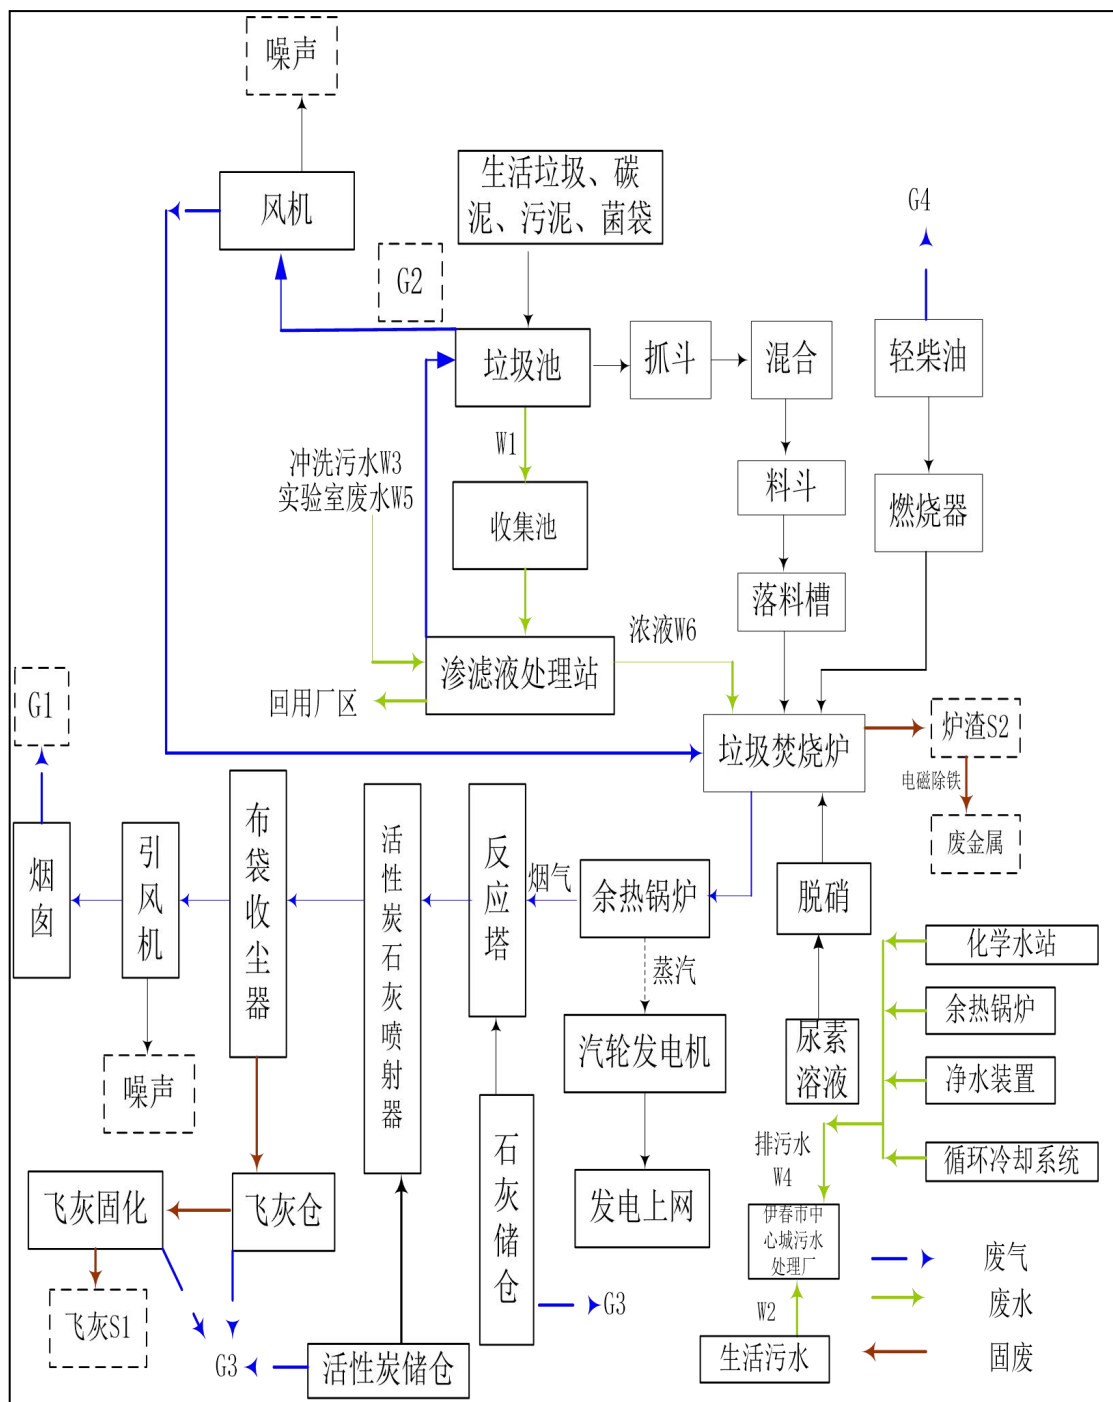 噪声
风机
生活垃圾、碳
泥、污泥、菌袋
G4
G2
垃圾池
抓斗
混合
轻柴油
W1
冲洗污水W3
实验室废水W5
收集池
料斗
燃烧器
落料槽
浓液W6
渗滤液处理站
回用厂区
G1
垃圾焚烧炉
炉渣S2
电磁除铁
废金属
烟囱
引风机
布袋收尘器
活性炭石灰喷射器
反应塔
烟气
余热锅炉
脱硝
蒸汽
化学水站
余热锅炉
净水装置
循环冷却系统
噪声
汽轮发电机
尿素
溶液
排污水
W4
石灰储仓
飞灰固化
飞灰仓
发电上网
伊春市中
心城污水
处理厂
废气
废水
固废
飞灰S1
G3
G3
W2
活性炭储仓
生活污水